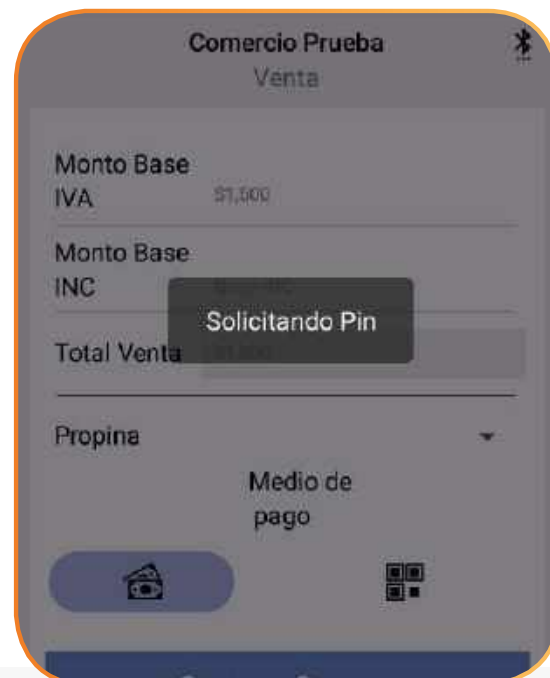 Comercio Prueba
Venta
Monto Base
IVA
$1,500
Monto Base
INC
Solicitando Pin
Total Venta
Propina
Medio de
pago